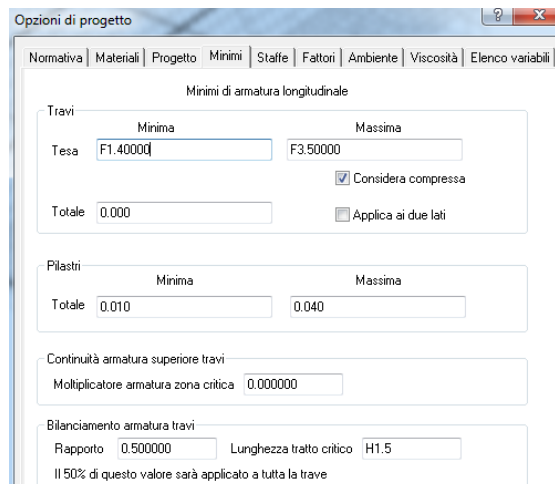 Opzioni di progetto
?
X
Normativa Materiali Progetto Minimi Staffe Fattori Ambiente Viscosità Elenco variabili
Minimi di armatura longitudinale
Travi
Minima Massima
Tesa F1.40000 F3.50000
Considera compressa
Totale 0.000 Applica ai due lati
Pilastri
Minima Massima
Totale 0.010 0.040
Continuità armatura superiore travi
Moltiplicatore armatura zona critica 0.000000
Bilanciamento armatura travi
Rapporto 0.500000 Lunghezza tratto critico H1.5
Il 50% di questo valore sarà applicato a tutta la trave